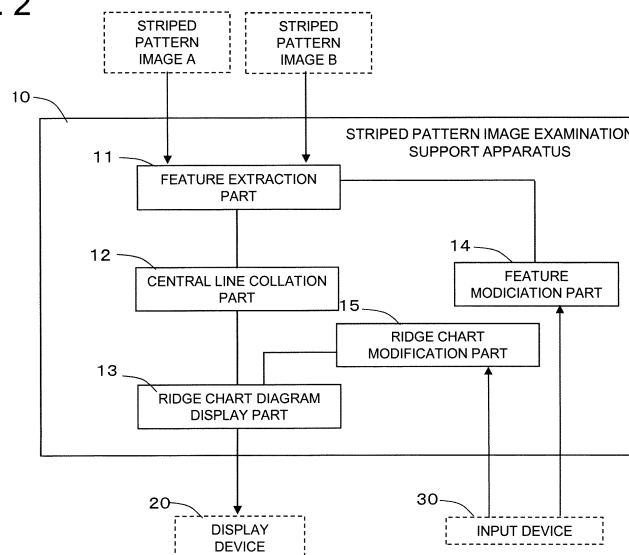 . 2
STRIPED
PATTERN
IMAGE A
STRIPED
PATTERN
IMAGE B
10
STRIPED PATTERN IMAGE EXAMINATION
SUPPORT APPARATUS
11
FEATURE EXTRACTION
PART
12
CENTRAL LINE COLLATION
PART
14
FEATURE
MODICIATION PART
15
RIDGE CHART
MODIFICATION PART
13
RIDGE CHART DIAGRAM
DISPLAY PART
20
DISPLAY
DEVICE
30
INPUT DEVICE